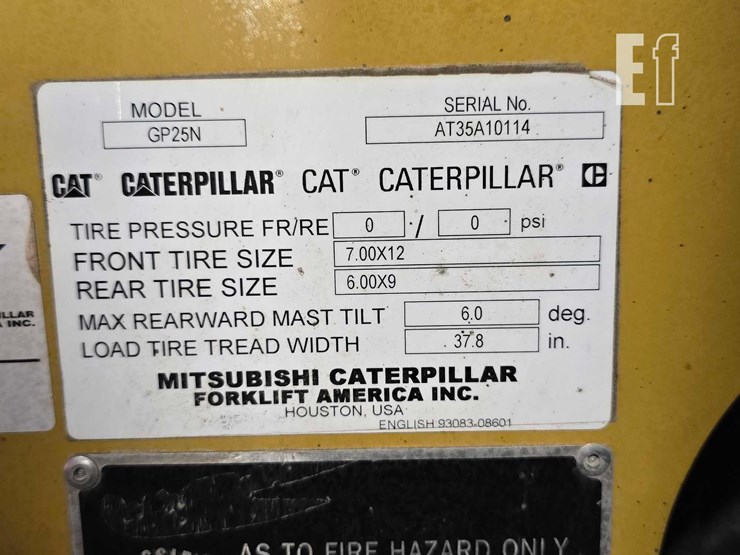 Ef
MODEL
GP25N
SERIAL No.
AT35A10114
CAT® CATERPILLAR® CAT® CATERPILLAR®
TIRE PRESSURE FR/RE 0 / 0 psi
FRONT TIRE SIZE 7.00X12
REAR TIRE SIZE 6.00X9
MAX REARWARD MAST TILT 6.0 deg.
LOAD TIRE TREAD WIDTH 37.8 in.
MITSUBISHI CATERPILLAR
FORKLIFT AMERICA INC.
HOUSTON, USA
ENGLISH 93083-08601
INC.
AS TO FIRE HAZARD ONLY